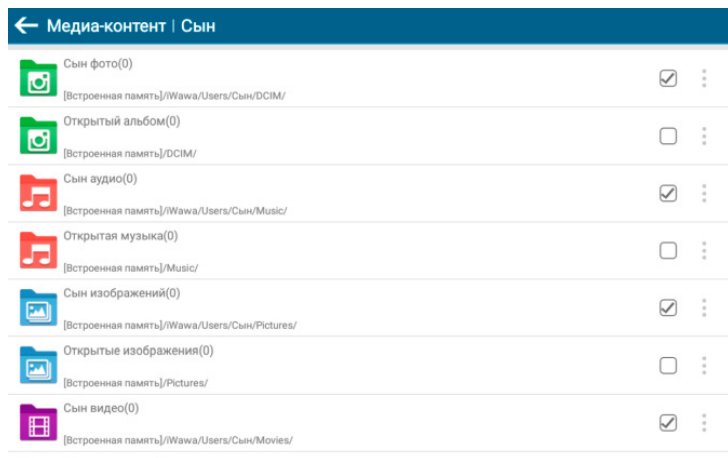 Медиа-контент | Сын
Сын фото(0)
[Встроенная память]/iWawa/Users/Сын/DCIM/
Открытый альбом(0)
[Встроенная память]/DCIM/
Сын аудио(0)
[Встроенная память]/iWawa/Users/Сын/Music/
Открытая музыка(0)
[Встроенная память]/Music/
Сын изображений(0)
[Встроенная память]/iWawa/Users/Сын/Pictures/
Открытые изображения(0)
[Встроенная память]/Pictures/
Сын видео(0)
[Встроенная память]/iWawa/Users/Сын/Movies/